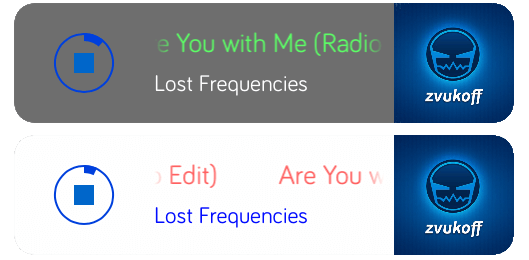 e You with Me (Radio
Lost Frequencies
zvukoff
Edit) Are You w
Lost Frequencies
zvukoff